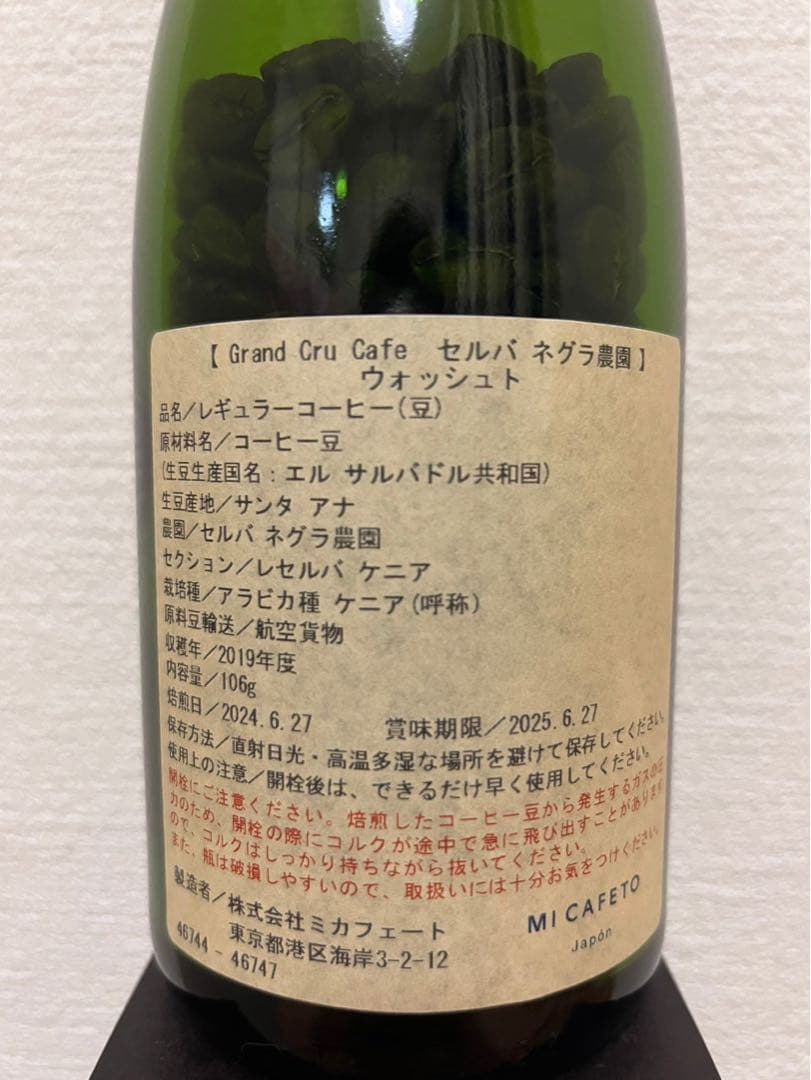 【 Grand Cru Cafe セルバ ネグラ農園 】
ウォッシュト
品名/レギュラーコーヒー(豆)
原材料名/コーヒー豆
(生豆生産国名:エル サルバドル共和国)
生豆産地/サンタ アナ
農園/セルバ ネグラ農園
セクション/レセルバ ケニア
栽培種/アラビカ種 ケニア(呼称)
原料豆輸送/航空貨物
収穫年/2019年度
内容量/106g
焙煎日/2024.6.27 賞味期限/2025.6.27
保存方法/直射日光・高温多湿な場所を避けて保存してください。
使用上の注意/開栓後は、できるだけ早く使用してください。
開栓にご注意ください。焙煎したコーヒー豆から発生するガスの圧
力のため、開栓の際にコルクが途中で急に飛び出すことがあります
ので、コルクはしっかり持ちながら抜いてください。
また、瓶は破損しやすいので、取扱いには十分お気をつけください。
製造者/株式会社ミカフェート
東京都港区海岸3-2-12
46744 - 46747
MI CAFETO
Japón